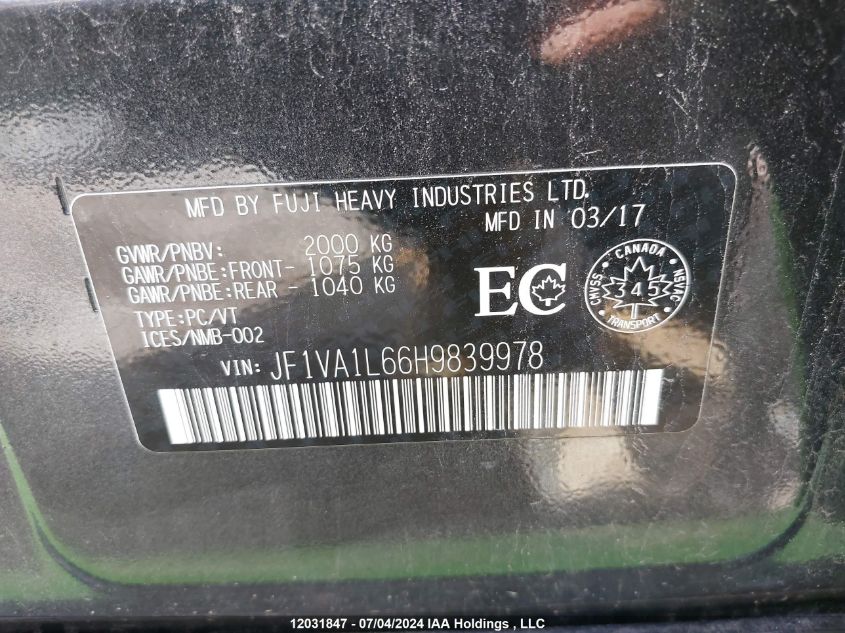 MFD BY FUJI HEAVY INDUSTRIES LTD.
MFD IN 03/17
GVWR/PNBV: 2000 KG
GAWR/PNBE:FRONT- 1075 KG
GAWR/PNBE:REAR - 1040 KG
TYPE:PC/VT
ICES/NMB-002
EC
CANADA
CMVSS 345 NSVAC
TRANSPORT
VIN: JF1VA1L66H9839978
12031847 - 07/04/2024 IAA Holdings , LLC